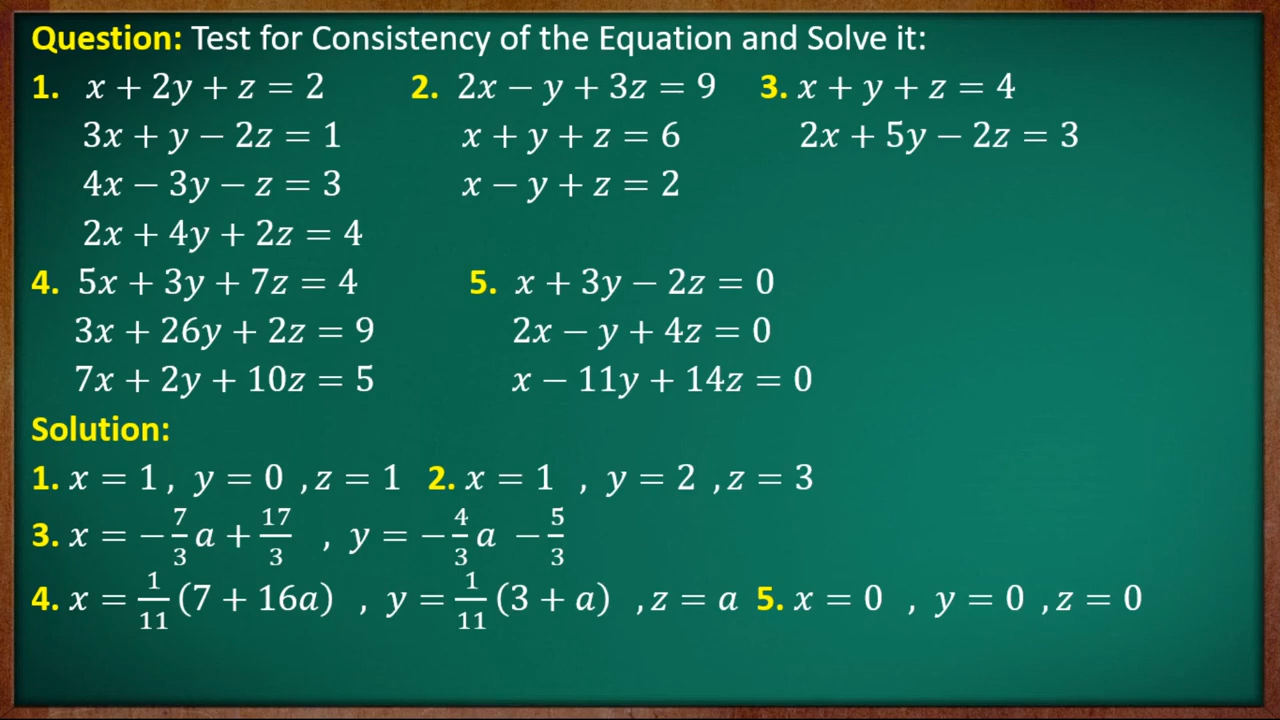 Question: Test for Consistency of the Equation and Solve it:
1. x + 2y + z = 2 2. 2x − y + 3z = 9 3. x + y + z = 4
3x + y − 2z = 1 x + y + z = 6 2x + 5y − 2z = 3
4x − 3y − z = 3 x − y + z = 2
2x + 4y + 2z = 4
4. 5x + 3y + 7z = 4 5. x + 3y − 2z = 0
3x + 26y + 2z = 9 2x − y + 4z = 0
7x + 2y + 10z = 5 x − 11y + 14z = 0
Solution:
1. x = 1 , y = 0 , z = 1 2. x = 1 , y = 2 , z = 3
3. x = −7/3 a + 17/3 , y = −4/3 a − 5/3
4. x = 1/11 (7 + 16a) , y = 1/11 (3 + a) , z = a 5. x = 0 , y = 0 , z = 0